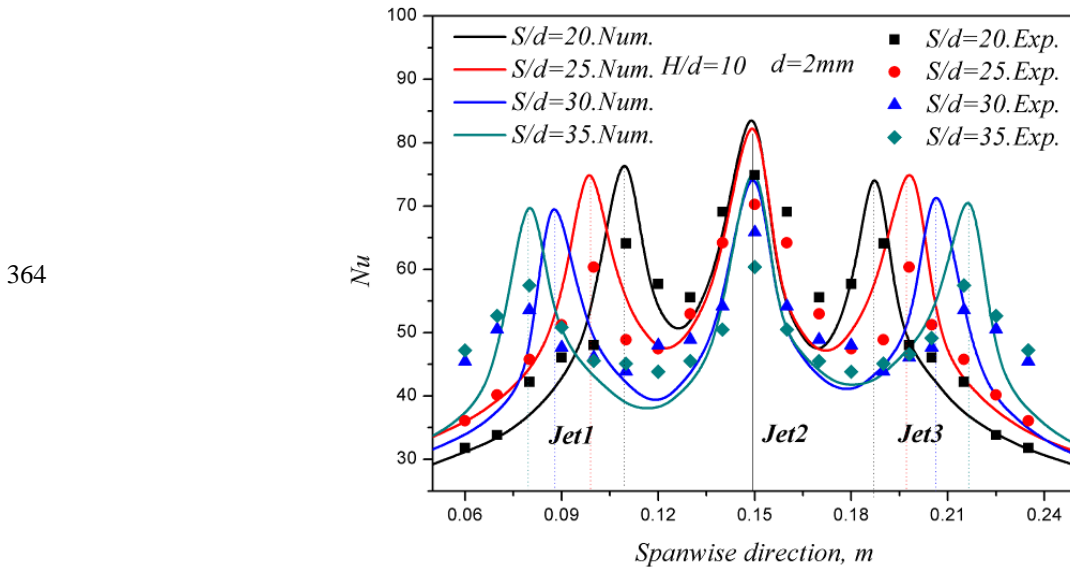 364
Nu
100
90
80
70
60
50
40
30
S/d=20.Num.
S/d=25.Num.
S/d=30.Num.
S/d=35.Num.
H/d=10 d=2mm
S/d=20.Exp.
S/d=25.Exp.
S/d=30.Exp.
S/d=35.Exp.
Jet1 Jet2 Jet3
0.06 0.09 0.12 0.15 0.18 0.21 0.24
Spanwise direction, m